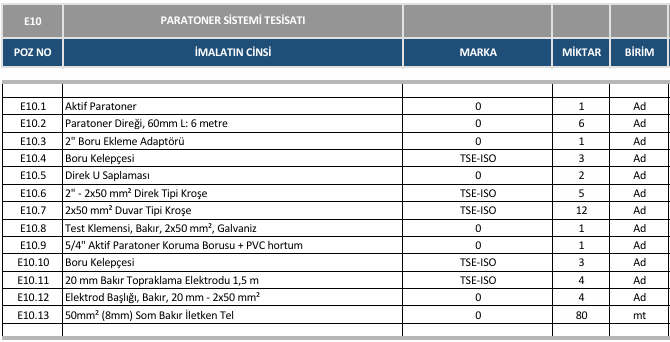 E10 PARATONER SİSTEMİ TESİSATI
POZ NO İMALATIN CİNSİ MARKA MİKTAR BİRİM
E10.1 Aktif Paratoner 0 1 Ad
E10.2 Paratoner Direği, 60mm L: 6 metre 0 6 Ad
E10.3 2" Boru Ekleme Adaptörü 0 1 Ad
E10.4 Boru Kelepçesi TSE-ISO 3 Ad
E10.5 Direk U Saplaması 0 2 Ad
E10.6 2" - 2x50 mm² Direk Tipi Kroşe TSE-ISO 5 Ad
E10.7 2x50 mm² Duvar Tipi Kroşe TSE-ISO 12 Ad
E10.8 Test Klemensi, Bakır, 2x50 mm², Galvaniz 0 1 Ad
E10.9 5/4" Aktif Paratoner Koruma Borusu + PVC hortum 0 1 Ad
E10.10 Boru Kelepçesi TSE-ISO 3 Ad
E10.11 20 mm Bakır Topraklama Elektrodu 1,5 m TSE-ISO 4 Ad
E10.12 Elektrod Başlığı, Bakır, 20 mm - 2x50 mm² 0 4 Ad
E10.13 50mm² (8mm) Som Bakır İletken Tel 0 80 mt